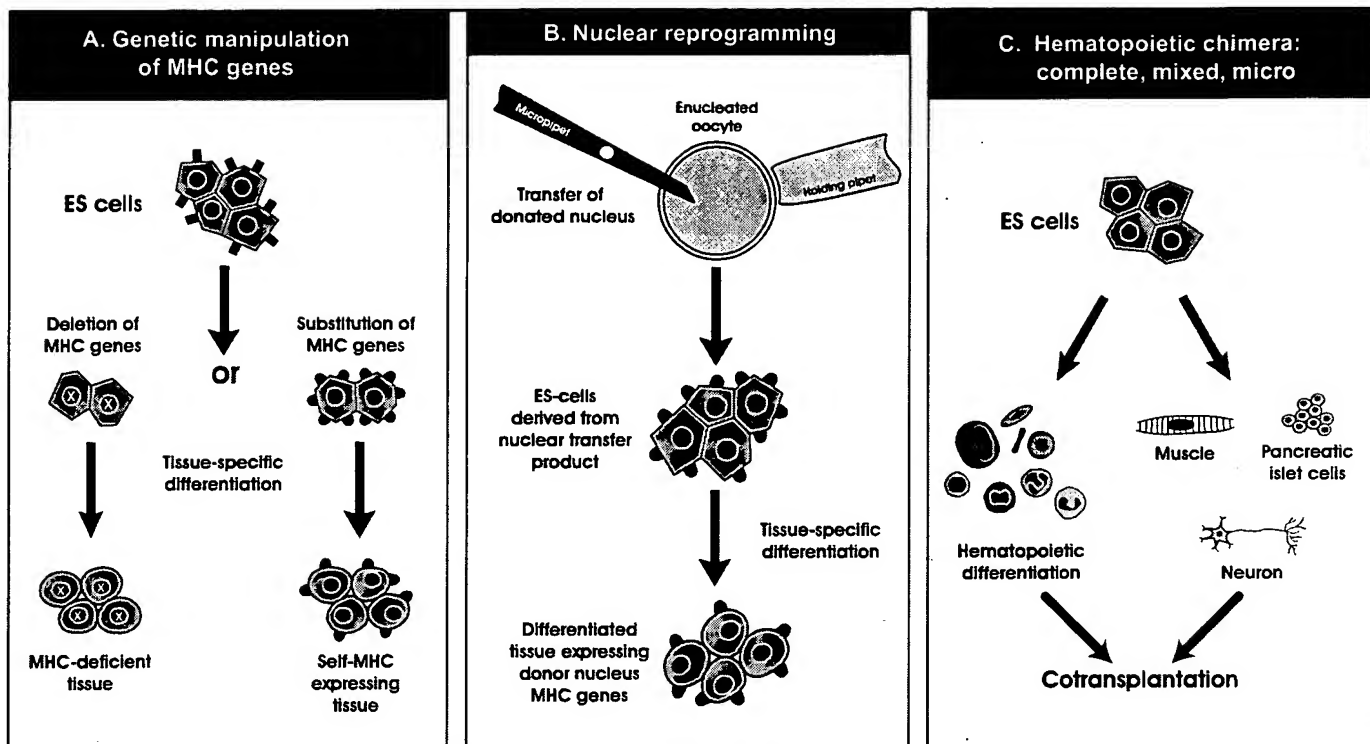 A. Genetic manipulation
of MHC genes
ES cells
Deletion of
MHC genes
or
Substitution of
MHC genes
X
X
Tissue-specific
differentiation
X
X
X
X
MHC-deficient
tissue
Self-MHC
expressing
tissue
B. Nuclear reprogramming
Micropipet
Enucleated
oocyte
Holding pipet
Transfer of
donated nucleus
ES-cells
derived from
nuclear transfer
product
Tissue-specific
differentiation
Differentiated
tissue expressing
donor nucleus
MHC genes
C. Hematopoietic chimera:
complete, mixed, micro
ES cells
Muscle
Pancreatic
islet cells
Hematopoietic
differentiation
Neuron
Cotransplantation